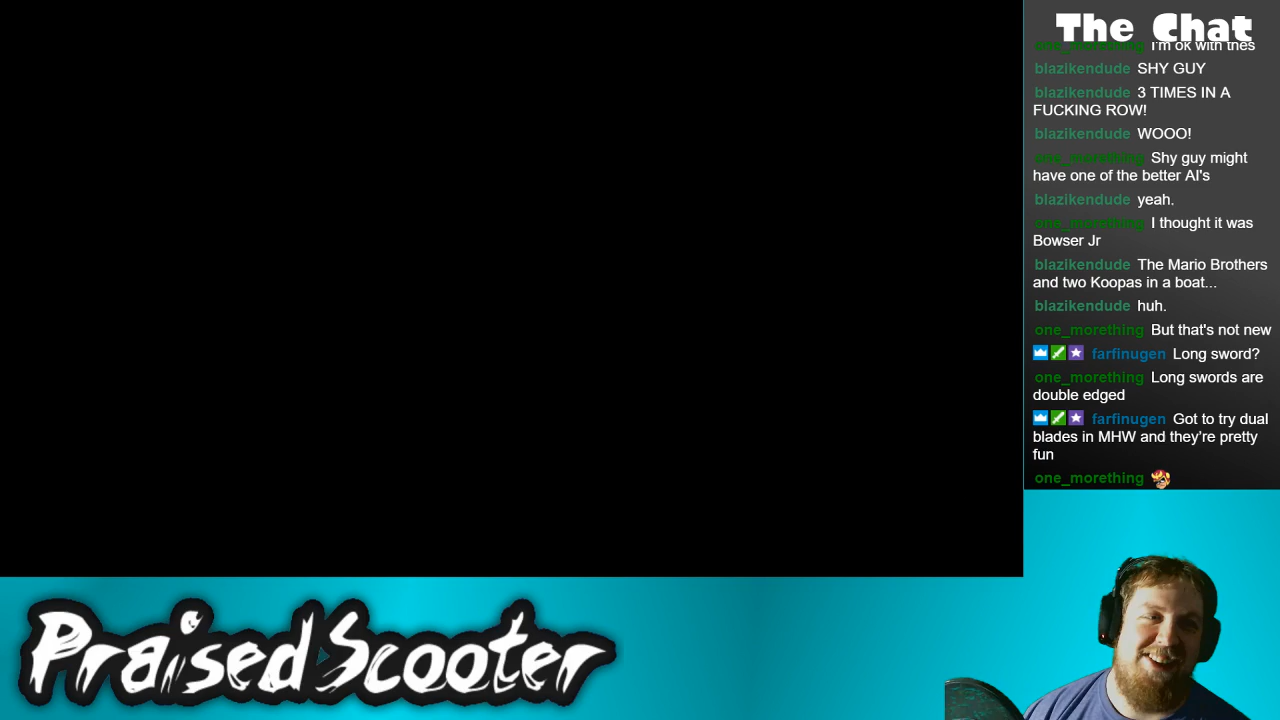 The Chat
one_morething I'm ok with thes
blazikendude SHY GUY
blazikendude 3 TIMES IN A
FUCKING ROW!
blazikendude WOOO!
one_morething Shy guy might
have one of the better AI's
blazikendude yeah.
one_morething I thought it was
Bowser Jr
blazikendude The Mario Brothers
and two Koopas in a boat...
blazikendude huh.
one_morething But that's not new
farfinugen Long sword?
one_morething Long swords are
double edged
farfinugen Got to try dual
blades in MHW and they're pretty
fun
one_morething
PraisedScooter